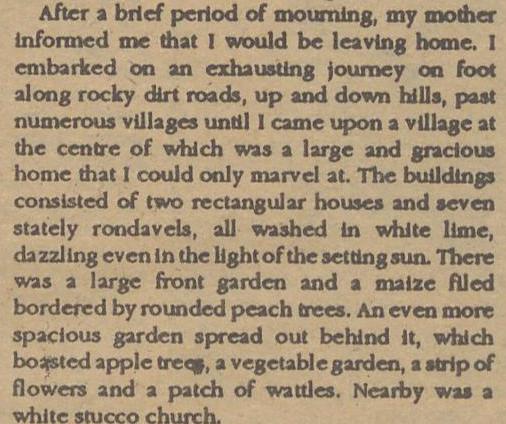 After a brief period of mourning, my mother
informed me that I would be leaving home. I
embarked on an exhausting journey on foot
along rocky dirt roads, up and down hills, past
numerous villages until I came upon a village at
the centre of which was a large and gracious
home that I could only marvel at. The buildings
consisted of two rectangular houses and seven
stately rondavels, all washed in white lime,
dazzling even in the light of the setting sun. There
was a large front garden and a maize filed
bordered by rounded peach trees. An even more
spacious garden spread out behind it, which
boasted apple trees, a vegetable garden, a strip of
flowers and a patch of wattles. Nearby was a
white stucco church.